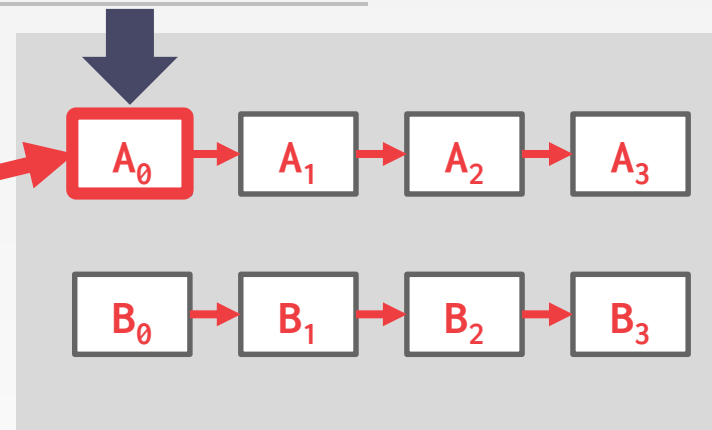 A₀ A₁ A₂ A₃
B₀ B₁ B₂ B₃